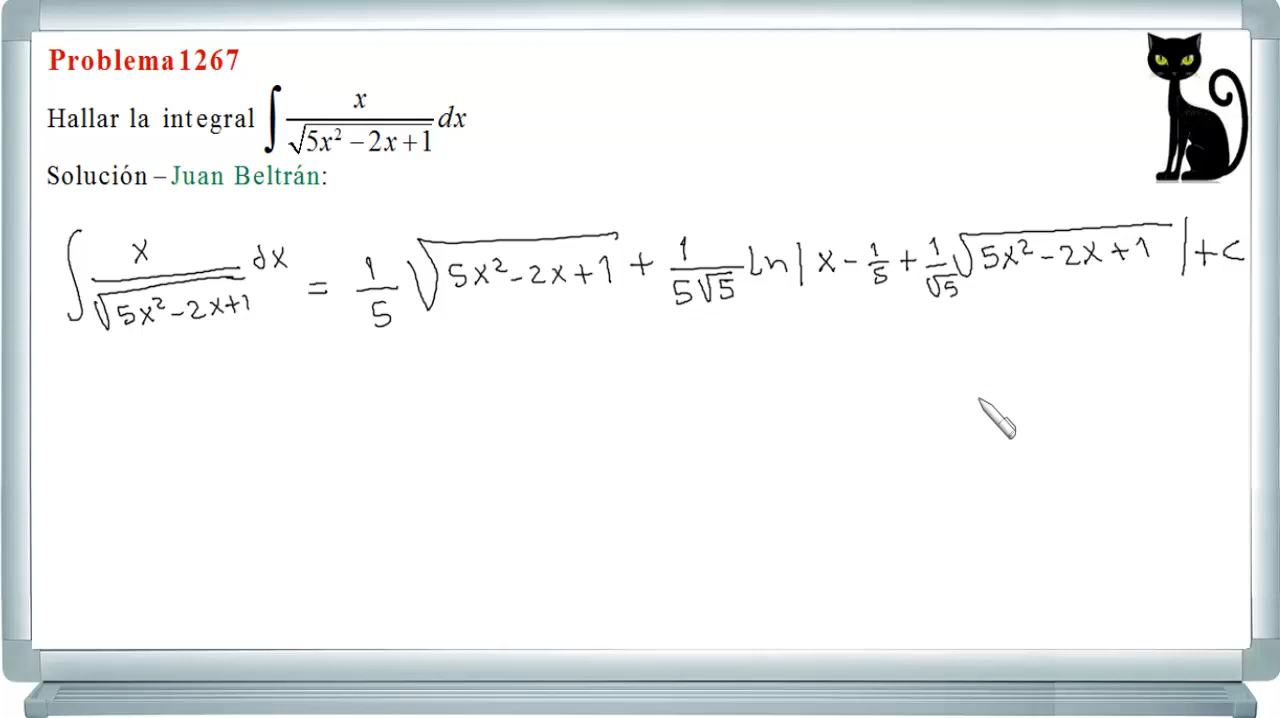 Problema 1267
Hallar la integral ∫ x/√(5x² − 2x + 1) dx
Solución – Juan Beltrán:
∫ x/√(5x² − 2x + 1) dx = 1/5 √(5x² − 2x + 1) + 1/(5√5) Ln|x − 1/5 + 1/√5 √(5x² − 2x + 1)| + C